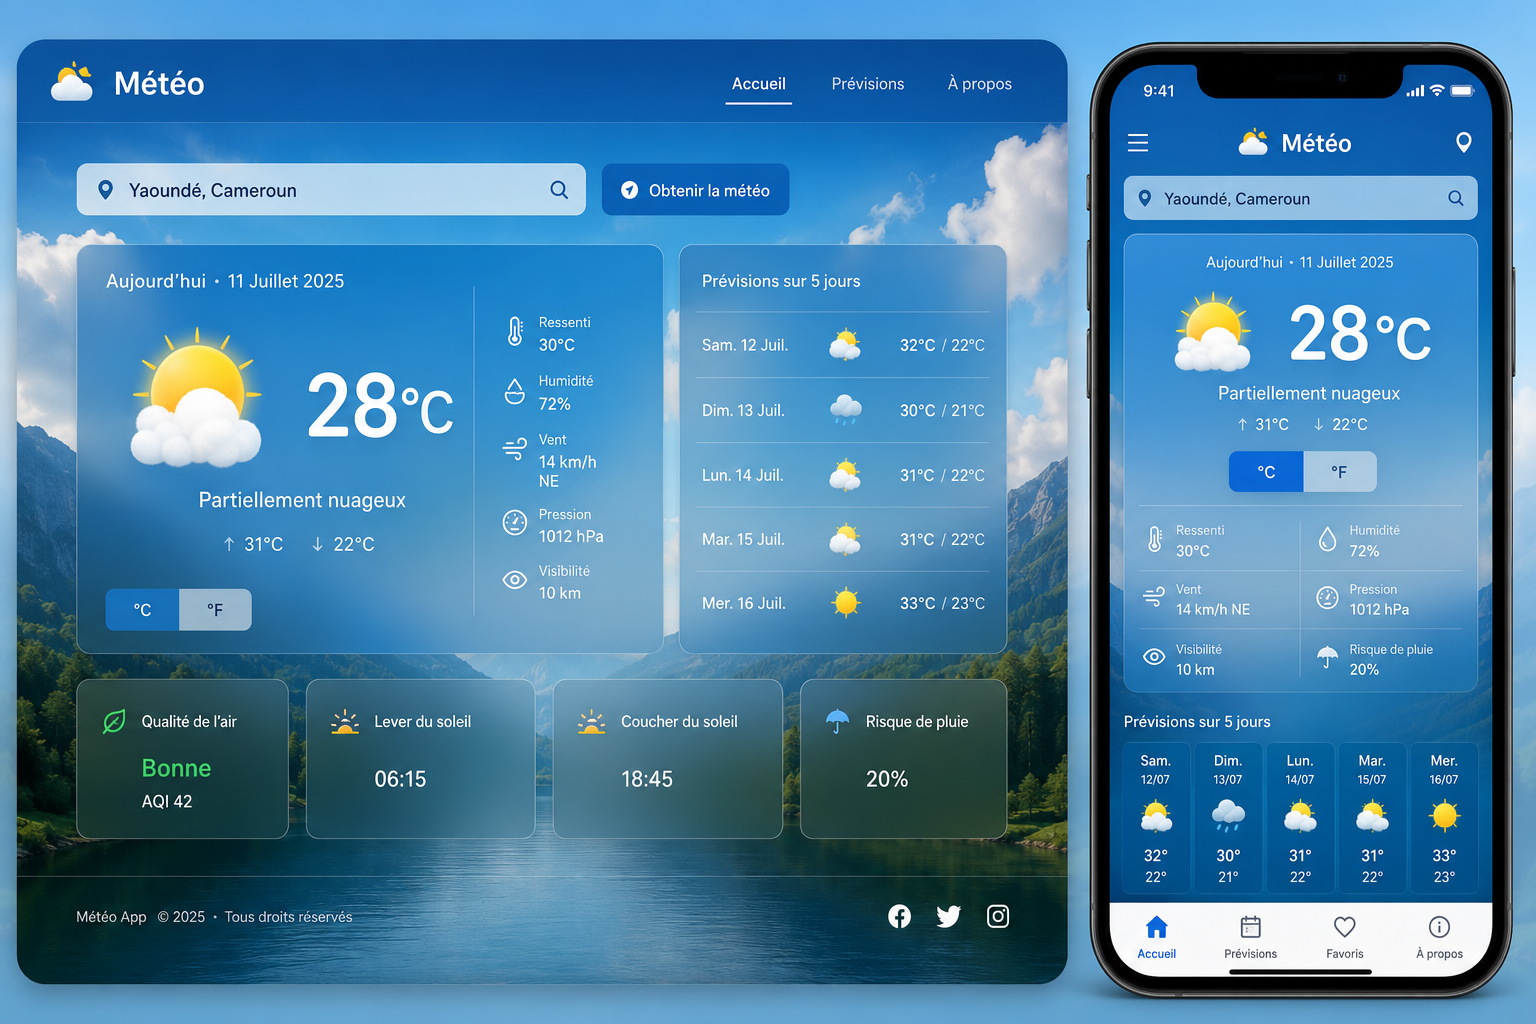 Météo
Accueil
Prévisions
À propos
Yaoundé, Cameroun
Obtenir la météo
Aujourd’hui • 11 Juillet 2025
28°C
Partiellement nuageux
↑ 31°C ↓ 22°C
°C °F
Ressenti
30°C
Humidité
72%
Vent
14 km/h
NE
Pression
1012 hPa
Visibilité
10 km
Prévisions sur 5 jours
Sam. 12 Juil. 32°C / 22°C
Dim. 13 Juil. 30°C / 21°C
Lun. 14 Juil. 31°C / 22°C
Mar. 15 Juil. 31°C / 22°C
Mer. 16 Juil. 33°C / 23°C
Qualité de l’air
Bonne
AQI 42
Lever du soleil
06:15
Coucher du soleil
18:45
Risque de pluie
20%
Météo App © 2025 • Tous droits réservés
9:41
Météo
Yaoundé, Cameroun
Aujourd’hui • 11 Juillet 2025
28°C
Partiellement nuageux
↑ 31°C ↓ 22°C
°C °F
Ressenti
30°C
Humidité
72%
Vent
14 km/h NE
Pression
1012 hPa
Visibilité
10 km
Risque de pluie
20%
Prévisions sur 5 jours
Sam. Dim. Lun. Mar. Mer.
12/07 13/07 14/07 15/07 16/07
32° 30° 31° 31° 33°
22° 21° 22° 22° 23°
Accueil Prévisions Favoris À propos